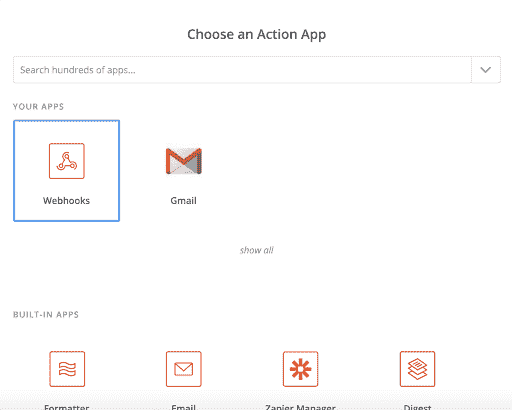 Choose an Action App
Search hundreds of apps...
YOUR APPS
Webhooks
Gmail
show all
BUILT-IN APPS
Formatter
Email
Zapier Manager
Digest